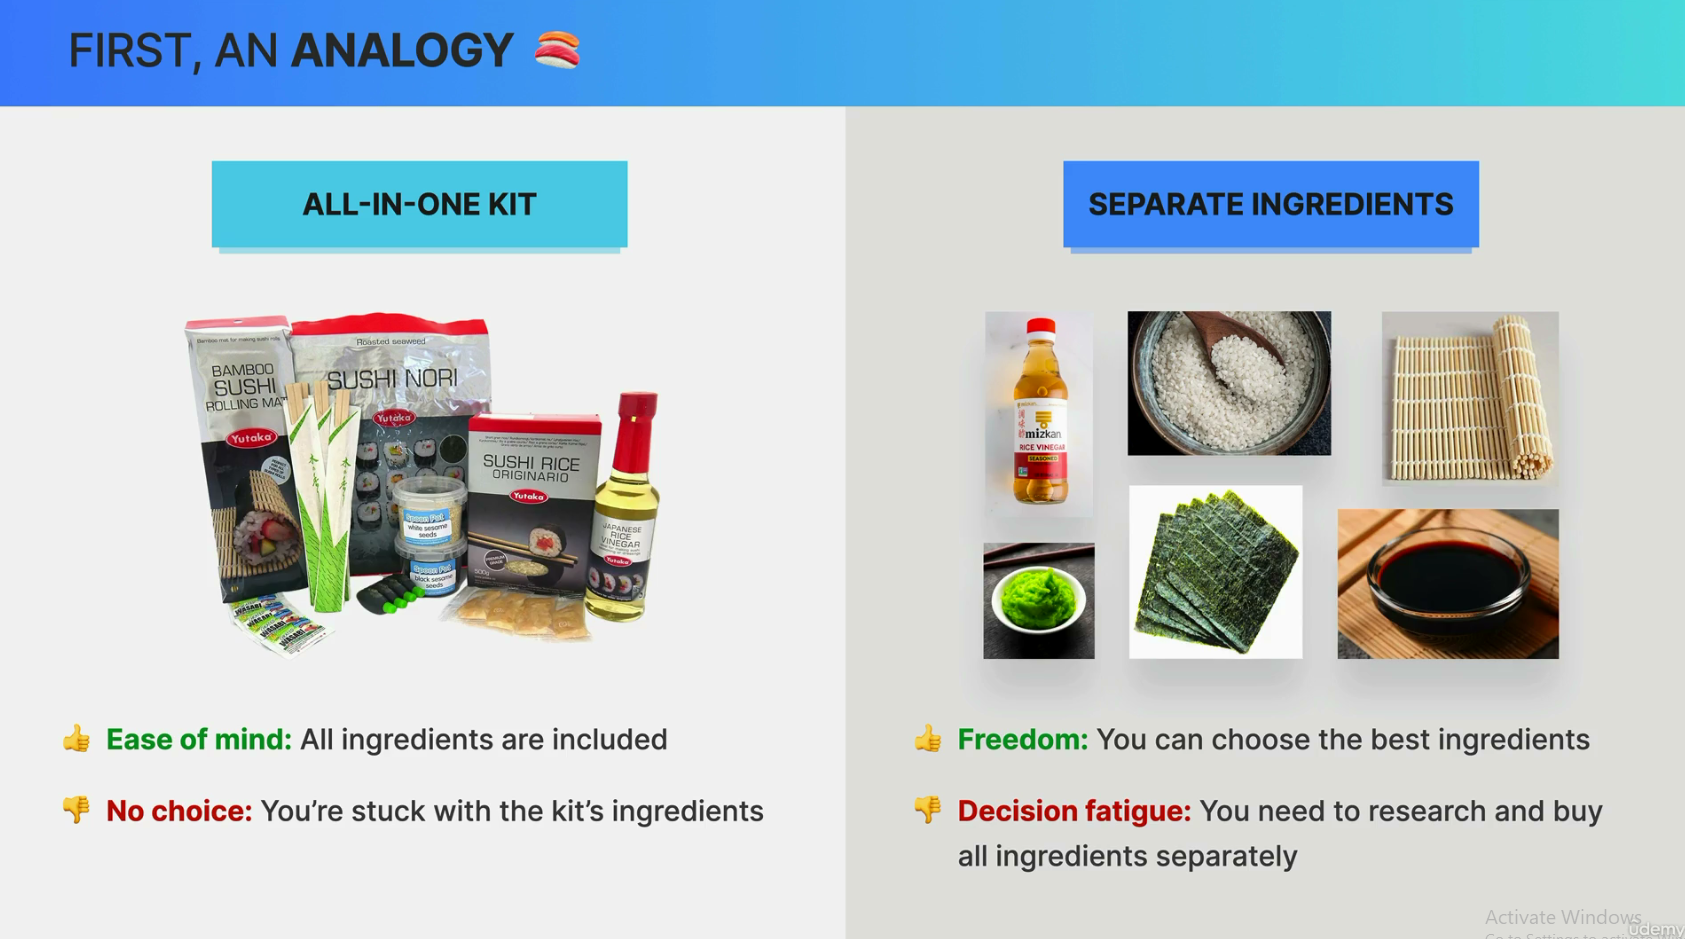 FIRST, AN ANALOGY
ALL-IN-ONE KIT
SEPARATE INGREDIENTS
Bamboo mat for making sushi rolls
BAMBOO
SUSHI
ROLLING MAT
Yutaka
Roasted seaweed
SUSHI NORI
Yutaka
Spoon Pot
white sesame
seeds
Spoon Pot
black sesame
seeds
SUSHI RICE
ORIGINARIO
Yutaka
500g
JAPANESE
RICE
VINEGAR
Yutaka
WASABI
WASABI
WASABI
mizkan
RICE VINEGAR
SEASONED
👍 Ease of mind: All ingredients are included
👎 No choice: You’re stuck with the kit’s ingredients
👍 Freedom: You can choose the best ingredients
👎 Decision fatigue: You need to research and buy
all ingredients separately
Activate Windows
Go to Settings to activate
udemy